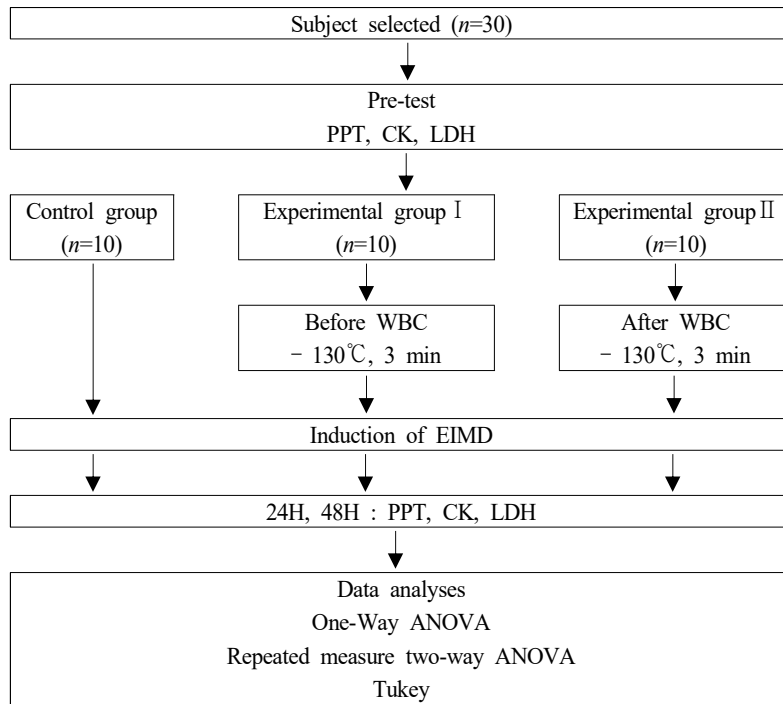 Subject selected (n=30)
Pre-test
PPT, CK, LDH
Control group
(n=10)
Experimental group Ⅰ
(n=10)
Experimental group Ⅱ
(n=10)
Before WBC
－130℃, 3 min
After WBC
－130℃, 3 min
Induction of EIMD
24H, 48H : PPT, CK, LDH
Data analyses
One-Way ANOVA
Repeated measure two-way ANOVA
Tukey